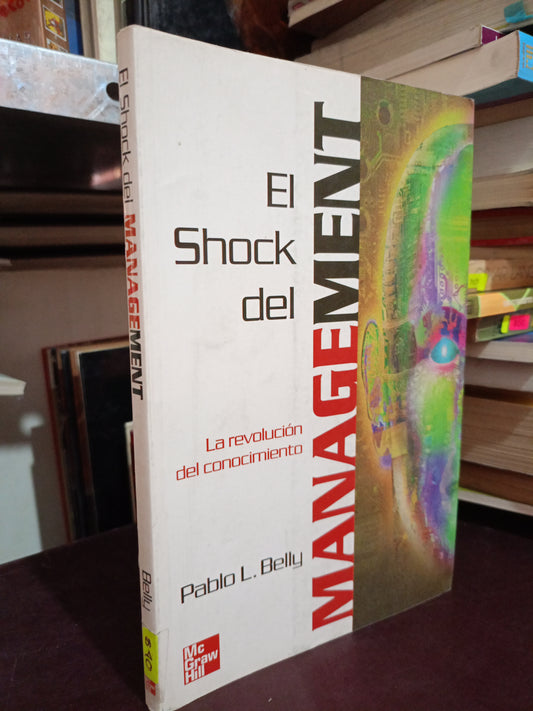 El Shock del MANAGEMENT
Belly
El
Shock
del
MANAGEMENT
La revolución
del conocimiento
Pablo L. Belly
Mc
Graw
Hill